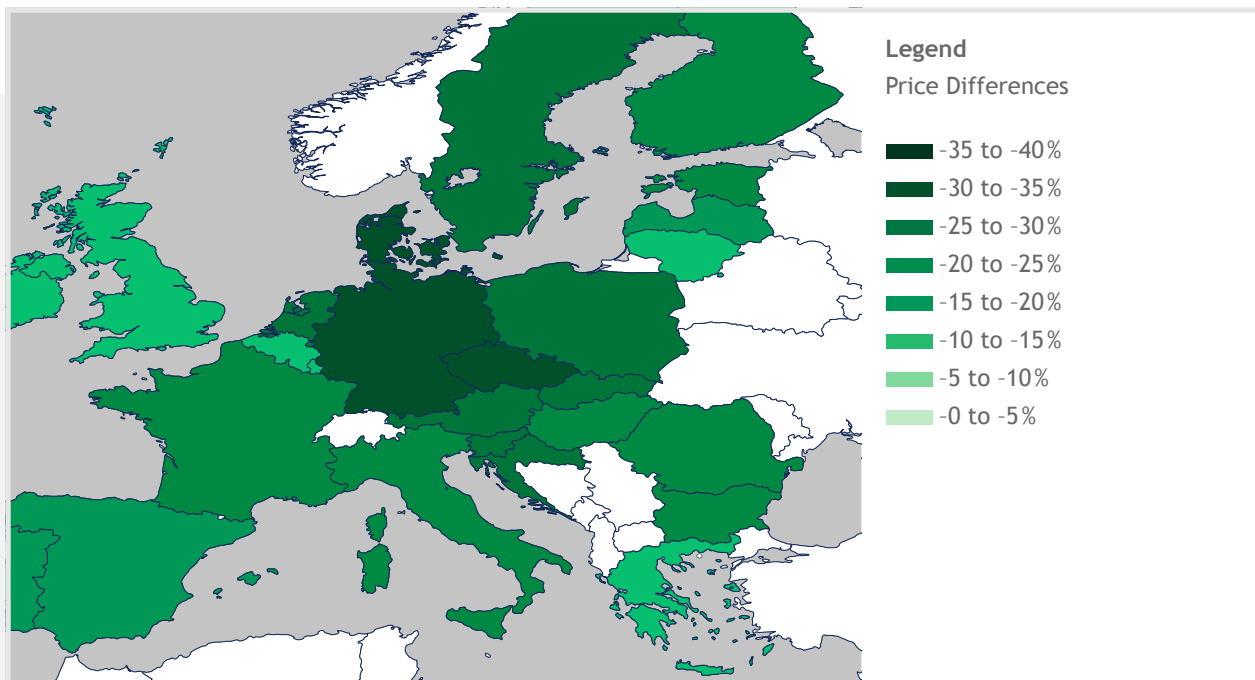 Legend
Price Differences
-35 to -40%
-30 to -35%
-25 to -30%
-20 to -25%
-15 to -20%
-10 to -15%
-5 to -10%
-0 to -5%